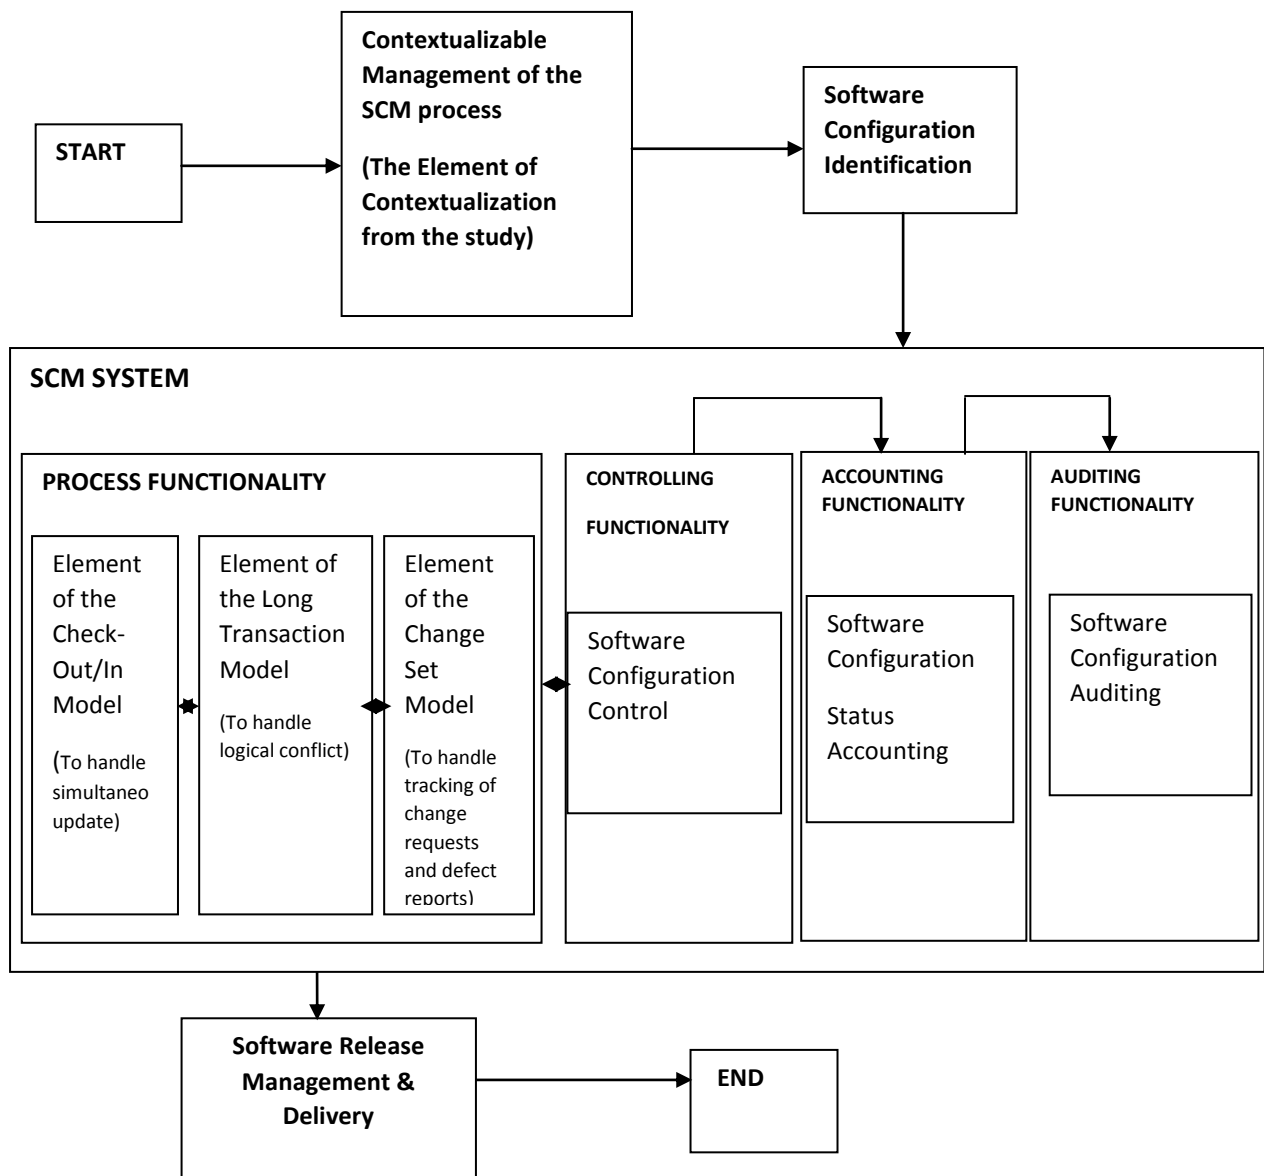 START
Contextualizable
Management of the
SCM process
(The Element of
Contextualization
from the study)
Software
Configuration
Identification
SCM SYSTEM
PROCESS FUNCTIONALITY
Element
of the
Check-
Out/In
Model
(To handle
simultaneo
update)
Element of
the Long
Transaction
Model
(To handle
logical conflict)
Element
of the
Change
Set
Model
(To handle
tracking of
change
requests
and defect
reports)
CONTROLLING
FUNCTIONALITY
Software
Configuration
Control
ACCOUNTING
FUNCTIONALITY
Software
Configuration
Status
Accounting
AUDITING
FUNCTIONALITY
Software
Configuration
Auditing
Software Release
Management &
Delivery
END